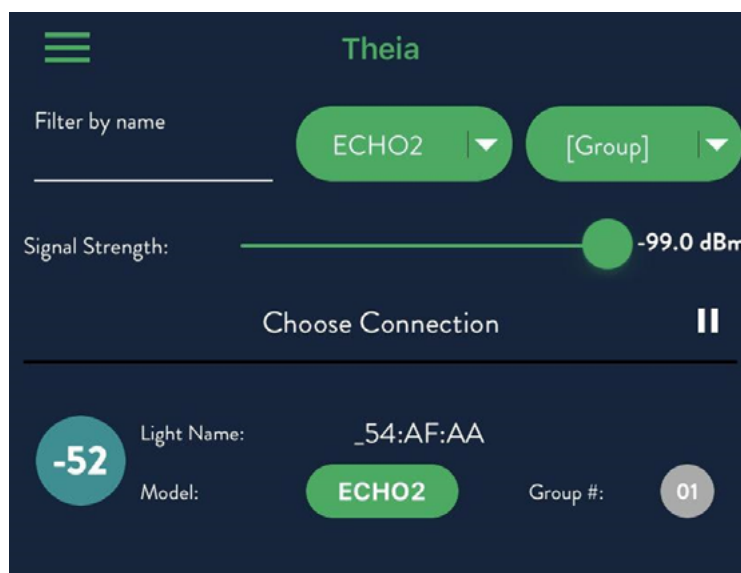 Theia
Filter by name
ECHO2
[Group]
Signal Strength:
-99.0 dBm
Choose Connection
-52
Light Name:
_54:AF:AA
Model:
ECHO2
Group #:
01